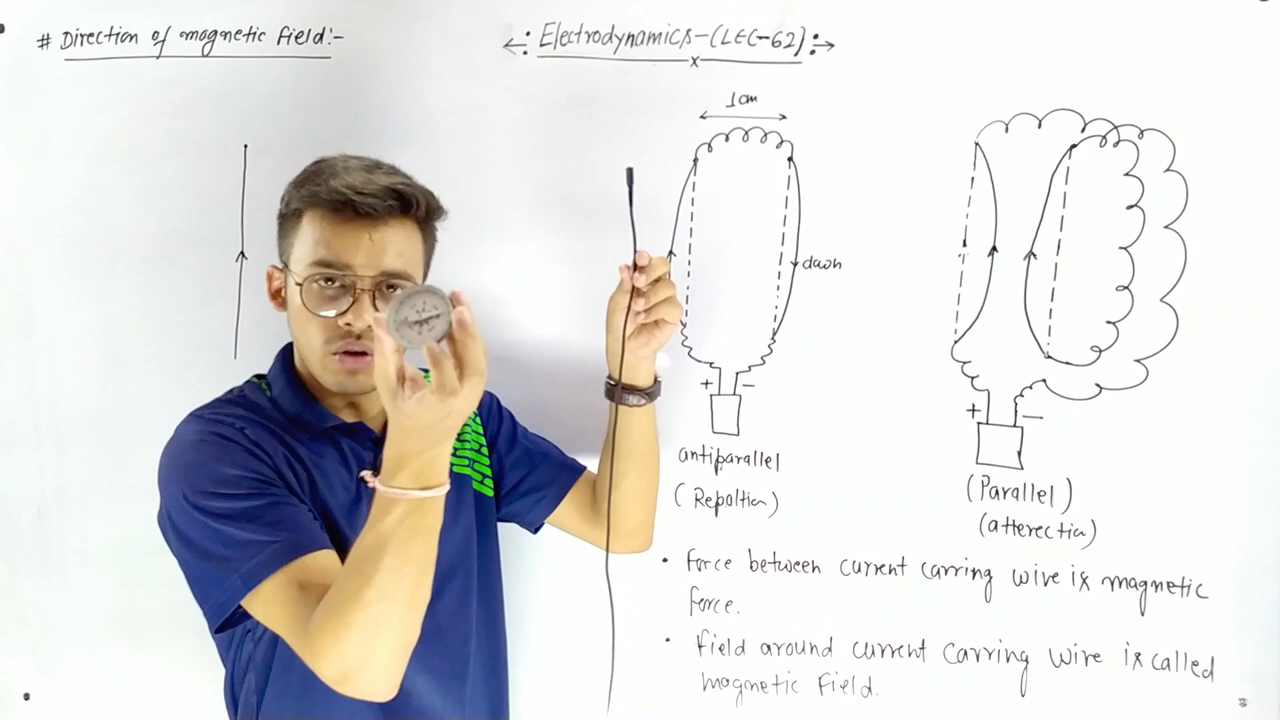 # Direction of magnetic field:-
Electrodynamics-(LEC-62)
1cm
down
+ -
antiparallel
(Repoltion)
+ -
(Parallel)
(atterection)
• Force between current carring wire is magnetic
force.
• field around current carring wire is called
magnetic field.